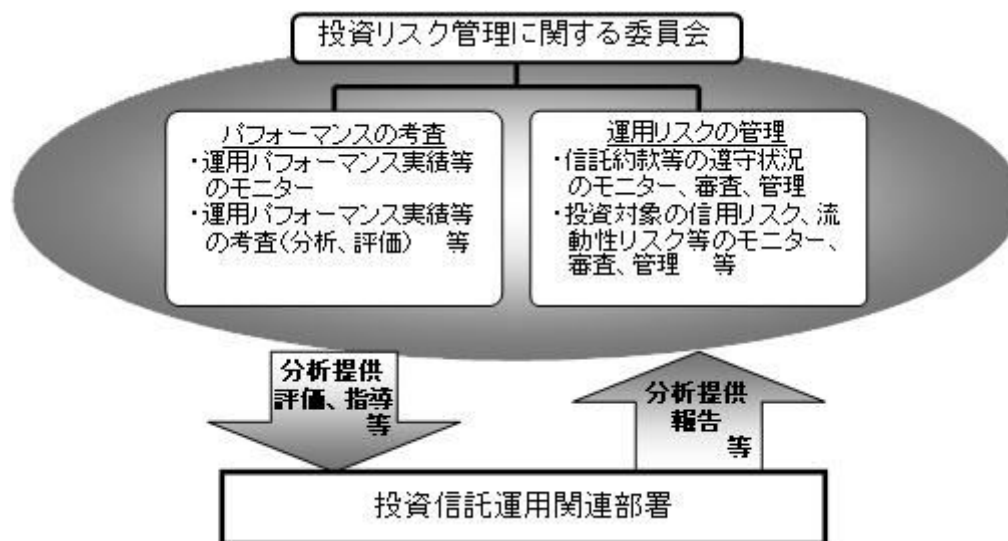 投資リスク管理に関する委員会
パフォーマンスの考査
・運用パフォーマンス実績等
のモニター
・運用パフォーマンス実績等
の考査(分析、評価)　等
運用リスクの管理
・信託約款等の遵守状況
のモニター、審査、管理
・投資対象の信用リスク、流
動性リスク等のモニター、
審査、管理　等
分析提供
評価、指導
等
分析提供
報告
等
投資信託運用関連部署